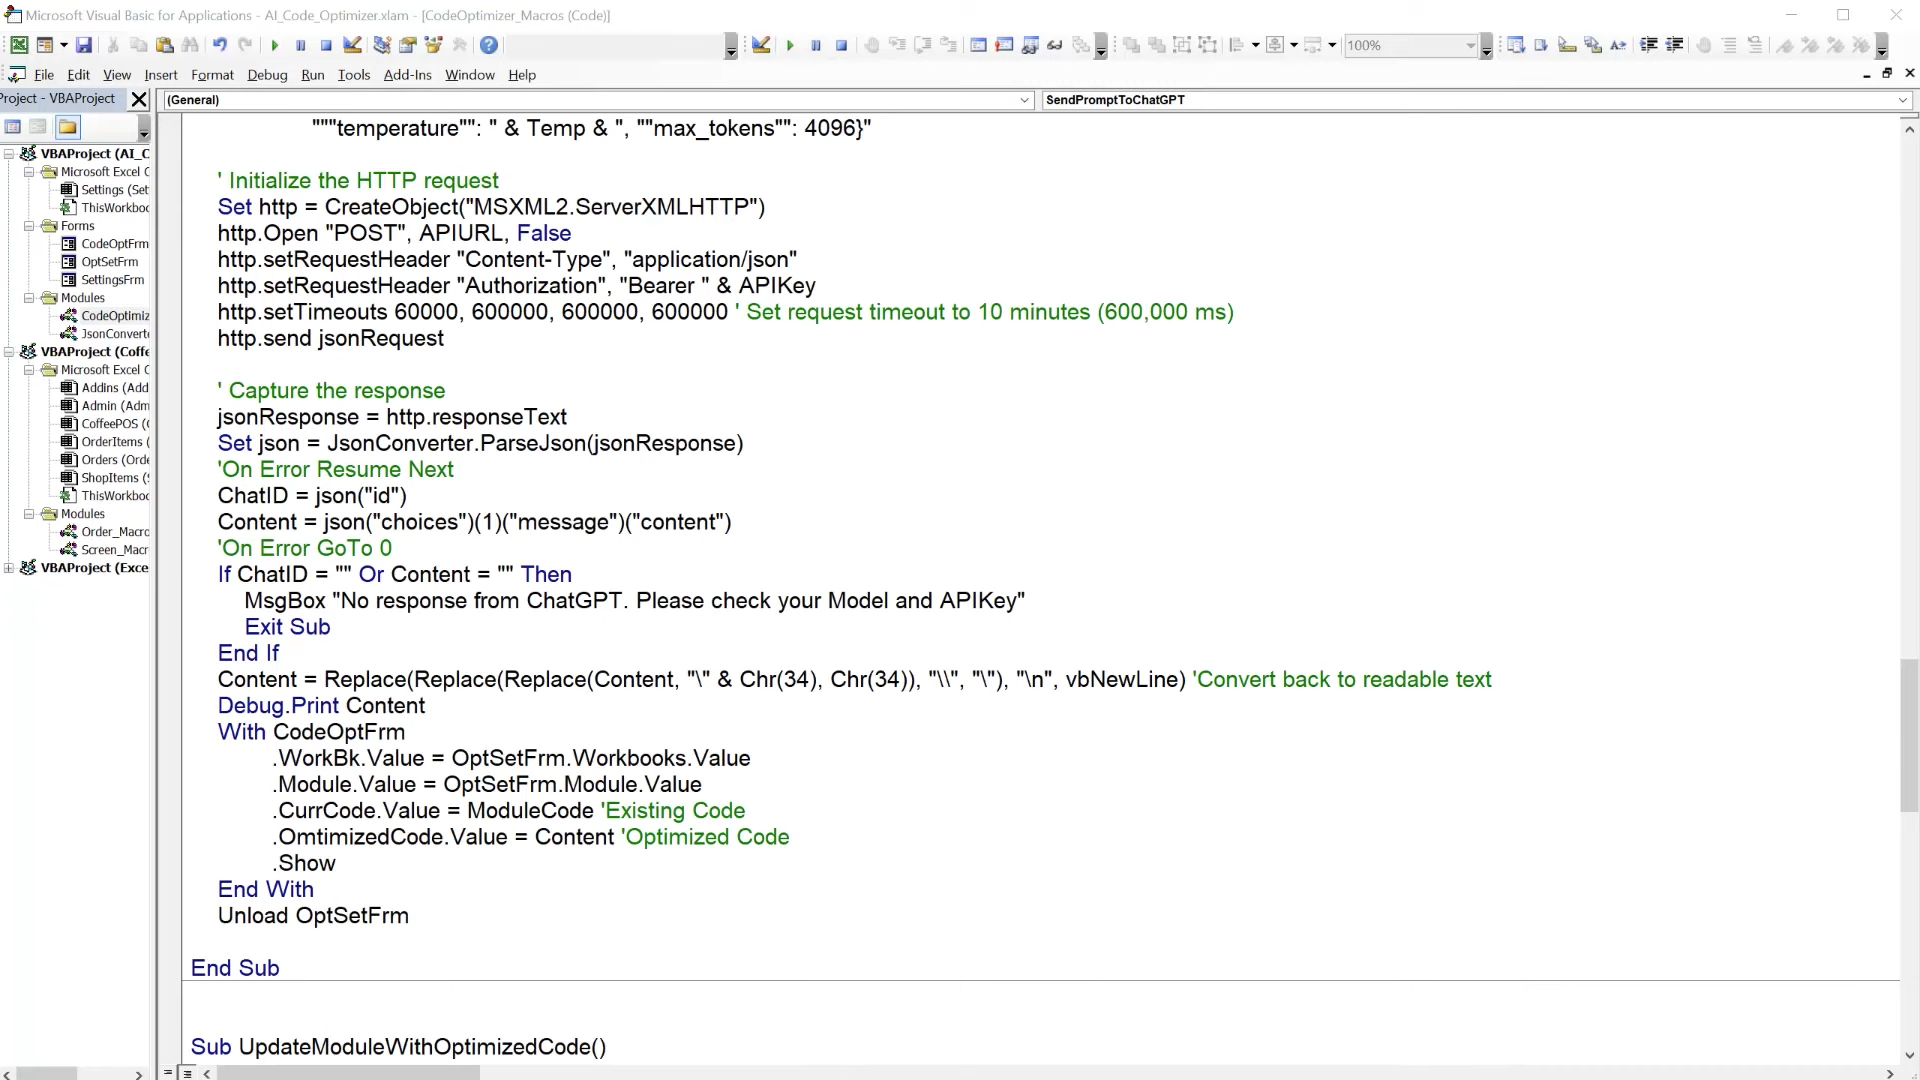 Microsoft Visual Basic for Applications - AI_Code_Optimizer.xlam - [CodeOptimizer_Macros (Code)]
100%
File Edit View Insert Format Debug Run Tools Add-Ins Window Help
Project - VBAProject
(General)
SendPromptToChatGPT
VBAProject (AI_C
Microsoft Excel O
Settings (Set
ThisWorkboo
Forms
CodeOptFrm
OptSetFrm
SettingsFrm
Modules
CodeOptimiz
JsonConverte
VBAProject (Coffe
Microsoft Excel O
Addins (Add
Admin (Adm
CoffeePOS (
OrderItems (
Orders (Orde
ShopItems (S
ThisWorkboo
Modules
Order_Macro
Screen_Macr
VBAProject (Exce
"""temperature"": " & Temp & ", ""max_tokens"": 4096}"
' Initialize the HTTP request
Set http = CreateObject("MSXML2.ServerXMLHTTP")
http.Open "POST", APIURL, False
http.setRequestHeader "Content-Type", "application/json"
http.setRequestHeader "Authorization", "Bearer " & APIKey
http.setTimeouts 60000, 600000, 600000, 600000 ' Set request timeout to 10 minutes (600,000 ms)
http.send jsonRequest
' Capture the response
jsonResponse = http.responseText
Set json = JsonConverter.ParseJson(jsonResponse)
'On Error Resume Next
ChatID = json("id")
Content = json("choices")(1)("message")("content")
'On Error GoTo 0
If ChatID = "" Or Content = "" Then
MsgBox "No response from ChatGPT. Please check your Model and APIKey"
Exit Sub
End If
Content = Replace(Replace(Replace(Content, "\" & Chr(34), Chr(34)), "\\", "\"), "\n", vbNewLine) 'Convert back to readable text
Debug.Print Content
With CodeOptFrm
.WorkBk.Value = OptSetFrm.Workbooks.Value
.Module.Value = OptSetFrm.Module.Value
.CurrCode.Value = ModuleCode 'Existing Code
.OmtimizedCode.Value = Content 'Optimized Code
.Show
End With
Unload OptSetFrm
End Sub
Sub UpdateModuleWithOptimizedCode()